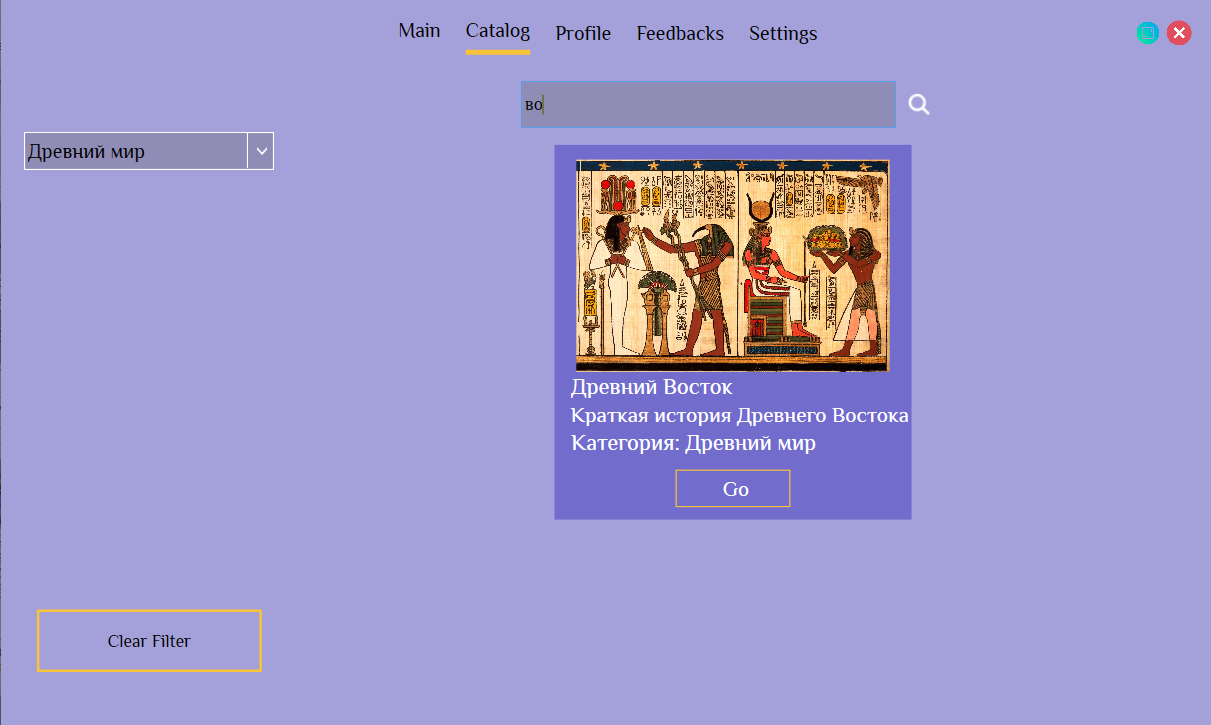 Main Catalog Profile Feedbacks Settings
во
Древний мир
Древний Восток
Краткая история Древнего Востока
Категория: Древний мир
Go
Clear Filter